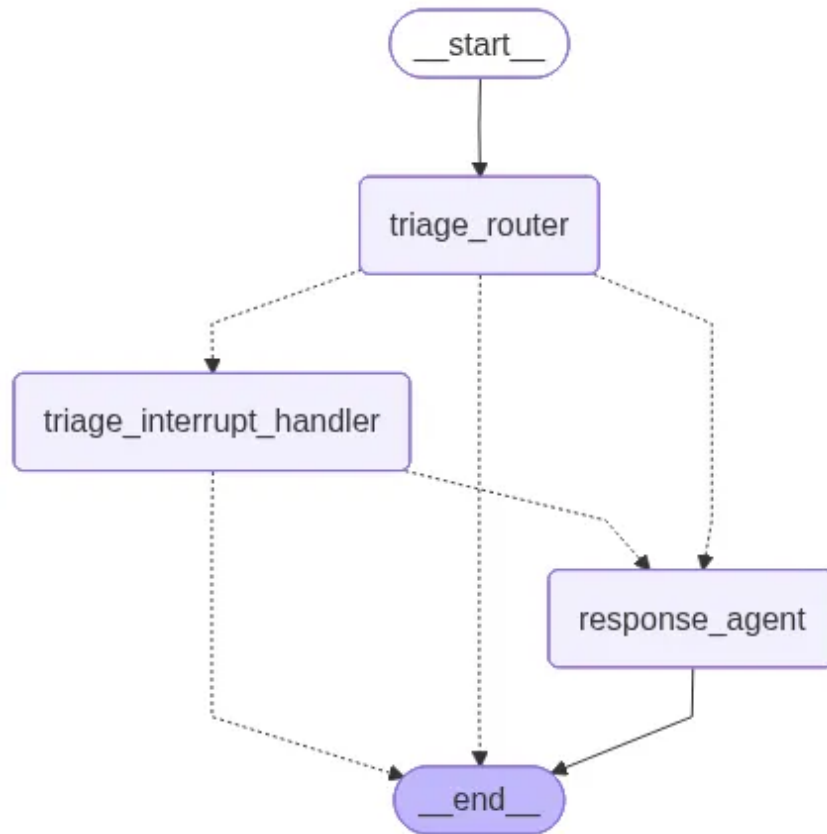 __start__
triage_router
triage_interrupt_handler
response_agent
__end__